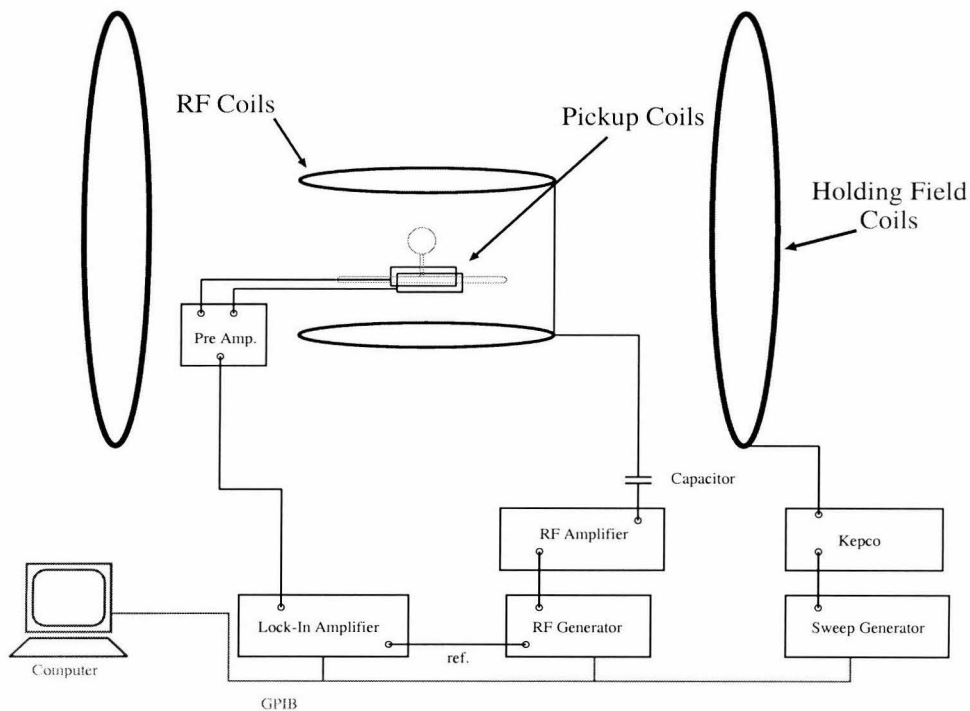 RF Coils
Pickup Coils
Holding Field
Coils
Pre Amp.
Capacitor
RF Amplifier
Kepco
Lock-In Amplifier
RF Generator
Sweep Generator
ref.
Computer
GPIB